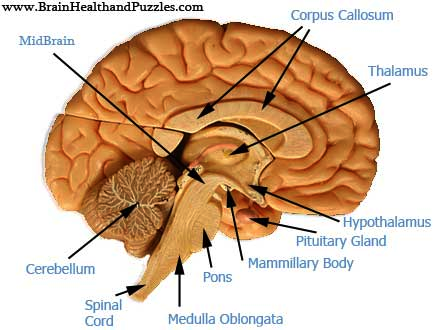 www.BrainHealthandPuzzles.com
Corpus Callosum
MidBrain
Thalamus
Hypothalamus
Pituitary Gland
Mammillary Body
Cerebellum
Pons
Spinal
Cord
Medulla Oblongata